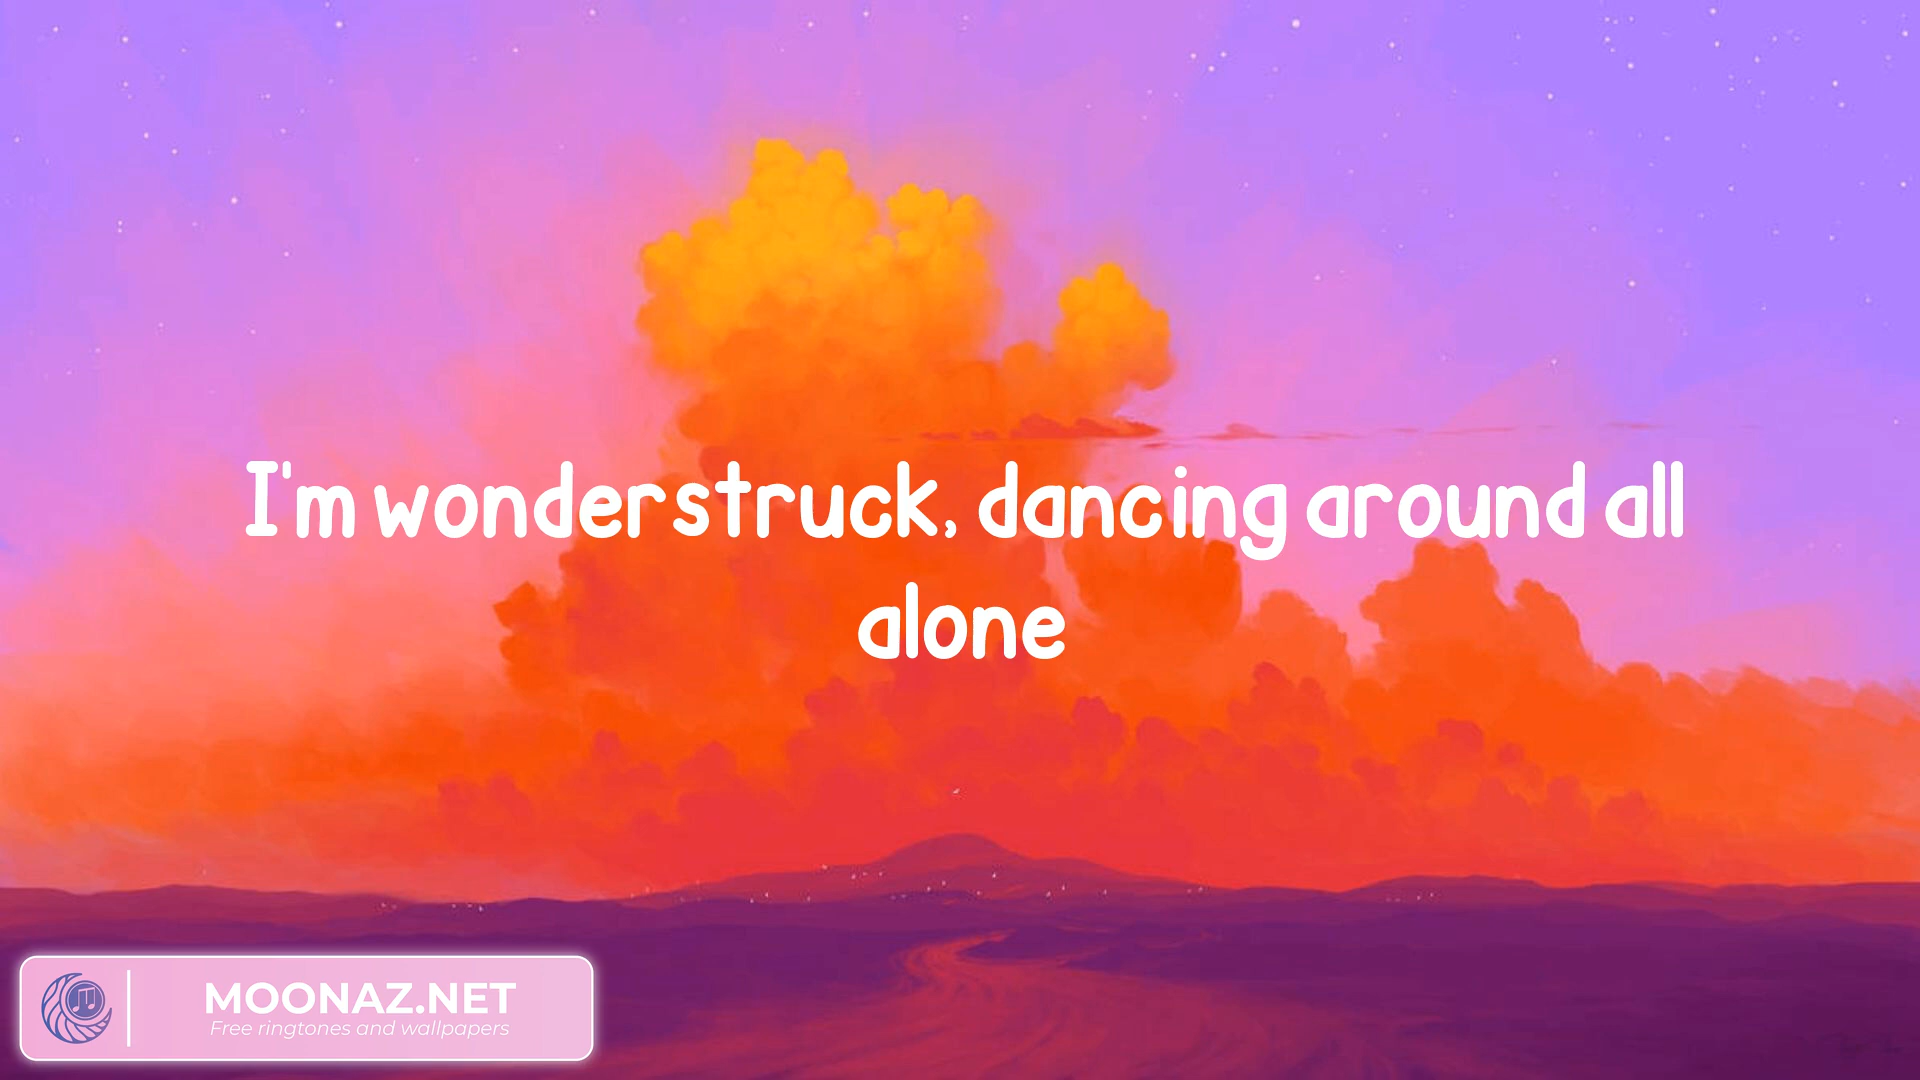 I'm wonderstruck, dancing around all
alone
MOONAZ.NET
Free ringtones and wallpapers